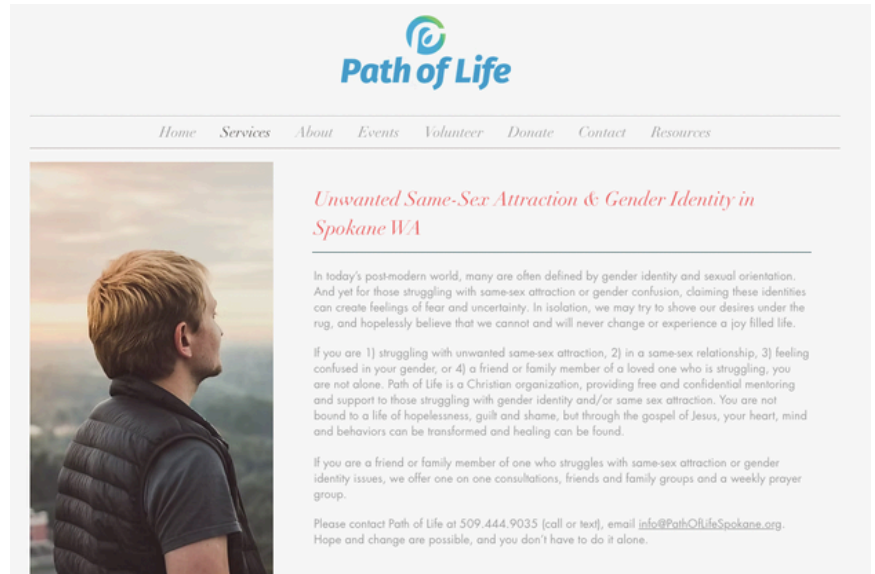 Path of Life
Home Services About Events Volunteer Donate Contact Resources
Unwanted Same-Sex Attraction & Gender Identity in
Spokane WA
In today's post-modern world, many are often defined by gender identity and sexual orientation.
And yet for those struggling with same-sex attraction or gender confusion, claiming these identities
can create feelings of fear and uncertainty. In isolation, we may try to shove our desires under the
rug, and hopelessly believe that we cannot and will never change or experience a joy filled life.
If you are 1) struggling with unwanted same-sex attraction, 2) in a same-sex relationship, 3) feeling
confused in your gender, or 4) a friend or family member of a loved one who is struggling, you
are not alone. Path of Life is a Christian organization, providing free and confidential mentoring
and support to those struggling with gender identity and/or same sex attraction. You are not
bound to a life of hopelessness, guilt and shame, but through the gospel of Jesus, your heart, mind
and behaviors can be transformed and healing can be found.
If you are a friend or family member of one who struggles with same-sex attraction or gender
identity issues, we offer one on one consultations, friends and family groups and a weekly prayer
group.
Please contact Path of Life at 509.444.9035 (call or text), email info@PathOfLifeSpokane.org.
Hope and change are possible, and you don't have to do it alone.